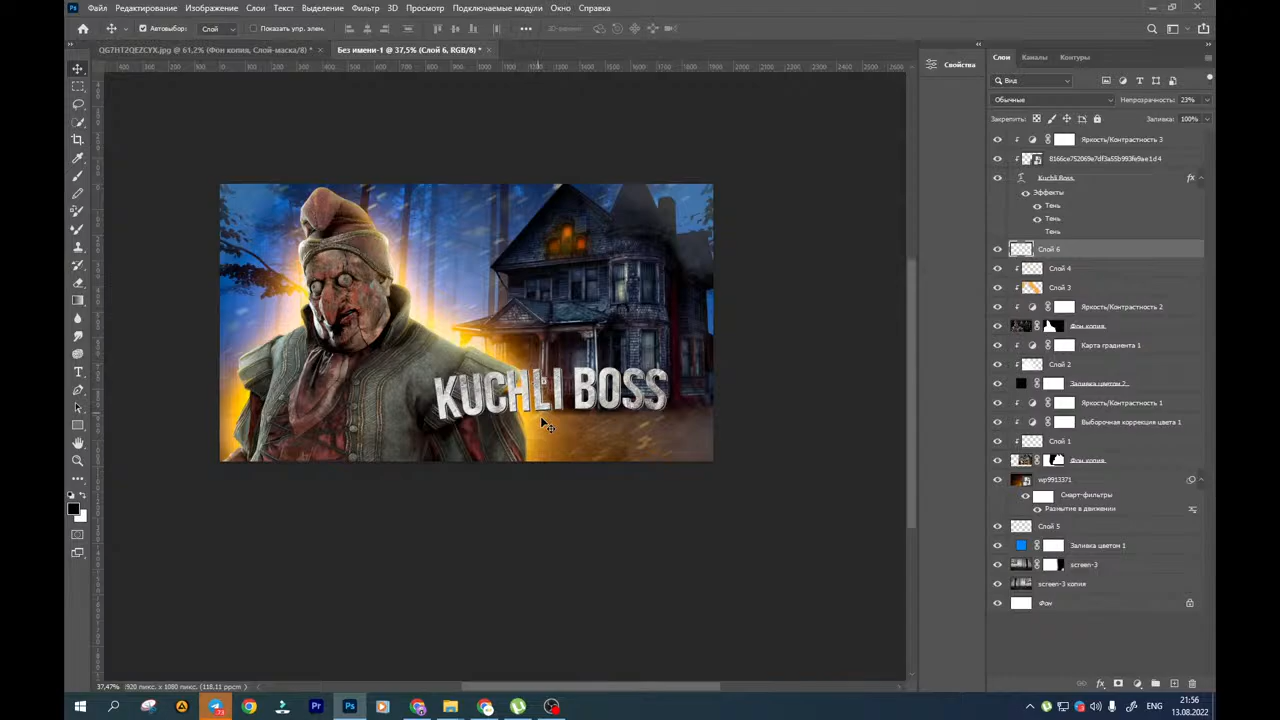 Файл Редактирование Изображение Слои Текст Выделение Фильтр 3D Просмотр Подключаемые модули Окно Справка
Автовыбор: Слой Показать упр. элем. 3D-режим:
QG7HT2QEZCYX.jpg @ 61,2% (Фон копия, Слой-маска/8) * Без имени-1 @ 37,5% (Слой 6, RGB/8) *
Свойства
Слои Каналы Контуры
Вид
Обычные Непрозрачность: 23%
Закрепить: Заливка: 100%
Яркость/Контрастность 3
8166ce752069e7df3a55b993fe9ae1d4
Kuchli Boss
Эффекты
Тень
Тень
Тень
Слой 6
Слой 4
Слой 3
Яркость/Контрастность 2
Фон копия
Карта градиента 1
Слой 2
Заливка цветом 2
Яркость/Контрастность 1
Выборочная коррекция цвета 1
Слой 1
Фон копия
wp9913371
Смарт-фильтры
Размытие в движении
Слой 5
Заливка цветом 1
screen-3
screen-3 копия
Фон
KUCHLI BOSS
37,47% 1920 пикс. x 1080 пикс. (118,11 ppcm)
21:56
13.08.2022